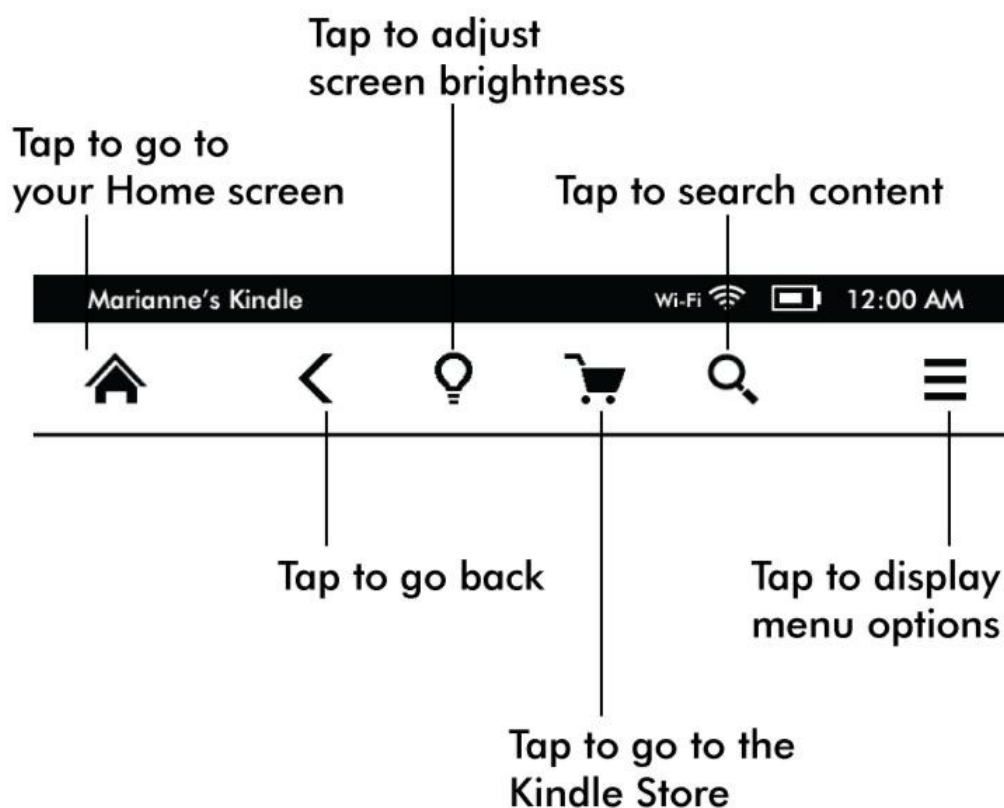 Tap to adjust
screen brightness
Tap to go to
your Home screen
Tap to search content
Marianne's Kindle
Wi-Fi
12:00 AM
Tap to go back
Tap to display
menu options
Tap to go to the
Kindle Store